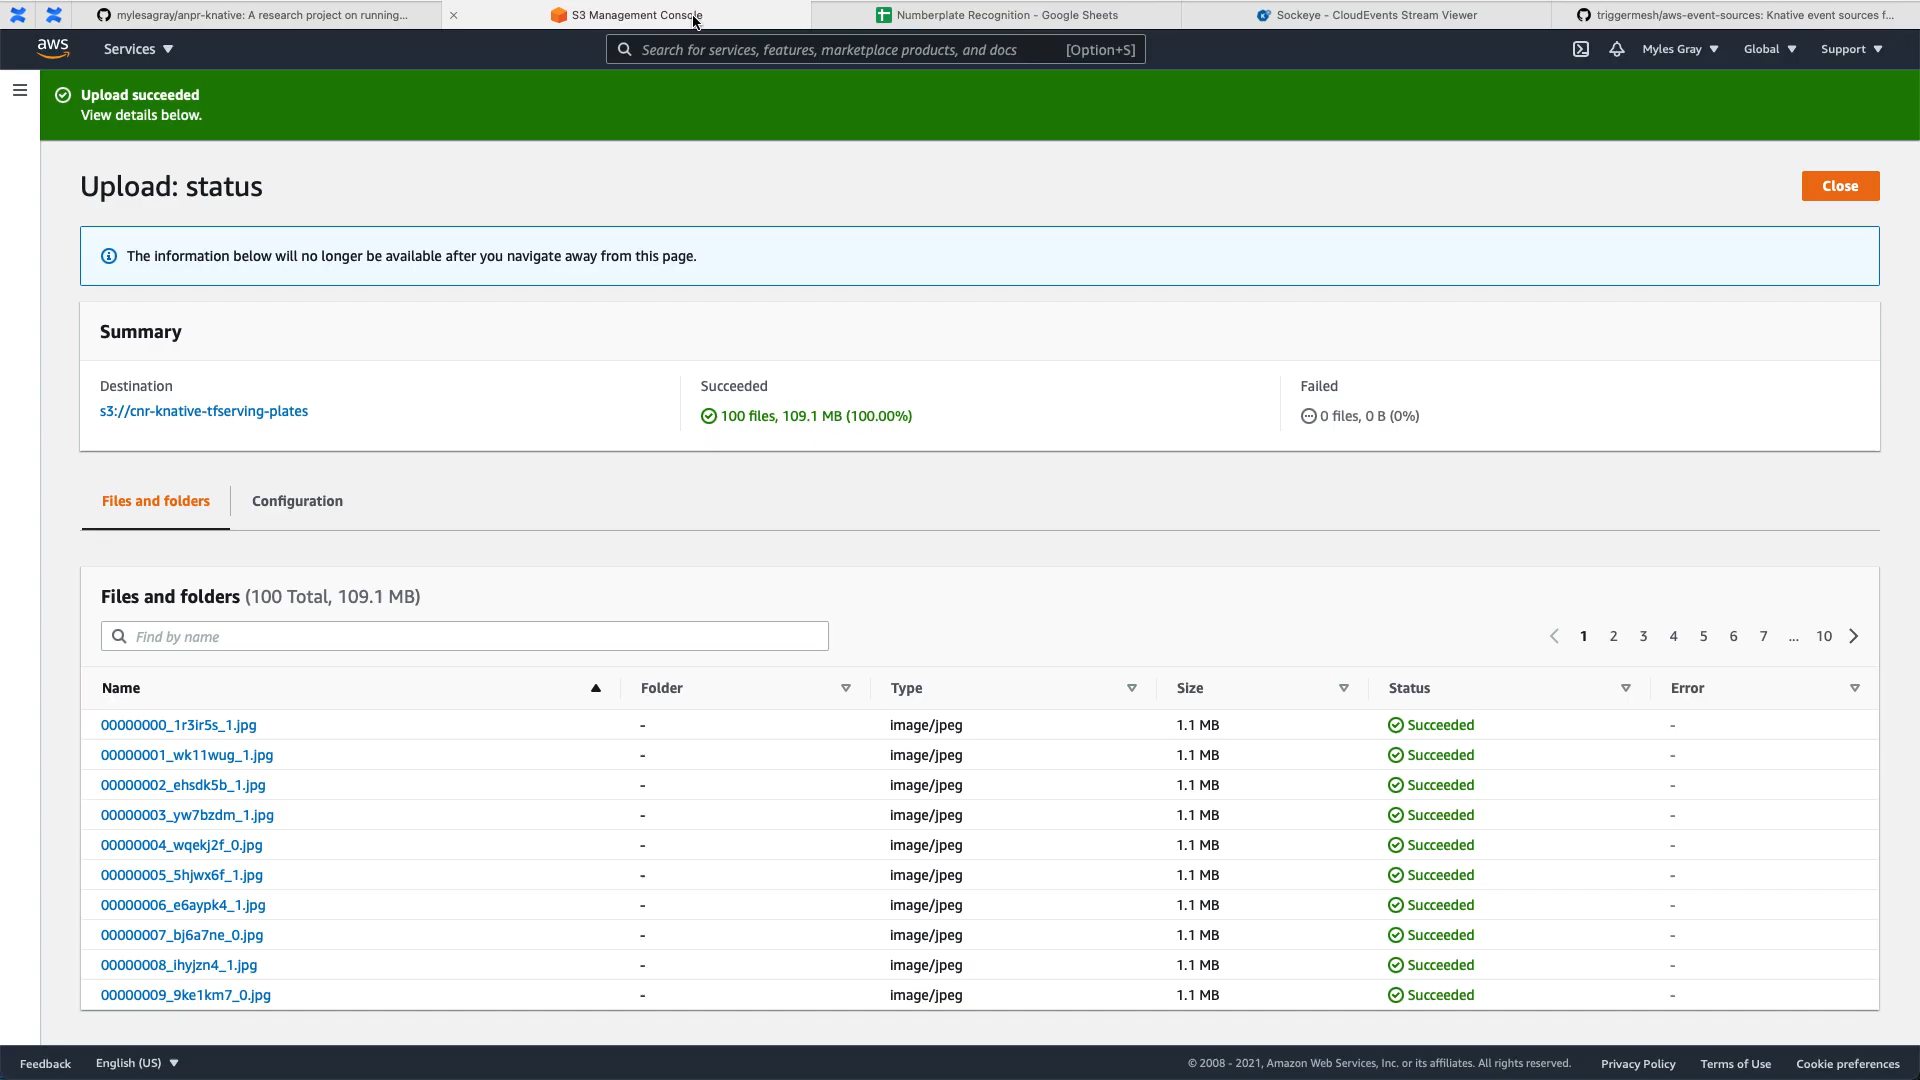 mylesagray/anpr-knative: A research project on running...
S3 Management Console
Numberplate Recognition - Google Sheets
Sockeye - CloudEvents Stream Viewer
triggermesh/aws-event-sources: Knative event sources f...
aws
Services
Search for services, features, marketplace products, and docs
[Option+S]
Myles Gray
Global
Support
Upload succeeded
View details below.
Upload: status
Close
The information below will no longer be available after you navigate away from this page.
Summary
Destination
s3://cnr-knative-tfserving-plates
Succeeded
100 files, 109.1 MB (100.00%)
Failed
0 files, 0 B (0%)
Files and folders
Configuration
Files and folders (100 Total, 109.1 MB)
Find by name
1 2 3 4 5 6 7 ... 10
Name Folder Type Size Status Error
00000000_1r3ir5s_1.jpg - image/jpeg 1.1 MB Succeeded -
00000001_wk11wug_1.jpg - image/jpeg 1.1 MB Succeeded -
00000002_ehsdk5b_1.jpg - image/jpeg 1.1 MB Succeeded -
00000003_yw7bzdm_1.jpg - image/jpeg 1.1 MB Succeeded -
00000004_wqekj2f_0.jpg - image/jpeg 1.1 MB Succeeded -
00000005_5hjwx6f_1.jpg - image/jpeg 1.1 MB Succeeded -
00000006_e6aypk4_1.jpg - image/jpeg 1.1 MB Succeeded -
00000007_bj6a7ne_0.jpg - image/jpeg 1.1 MB Succeeded -
00000008_ihyjzn4_1.jpg - image/jpeg 1.1 MB Succeeded -
00000009_9ke1km7_0.jpg - image/jpeg 1.1 MB Succeeded -
Feedback
English (US)
© 2008 - 2021, Amazon Web Services, Inc. or its affiliates. All rights reserved.
Privacy Policy
Terms of Use
Cookie preferences